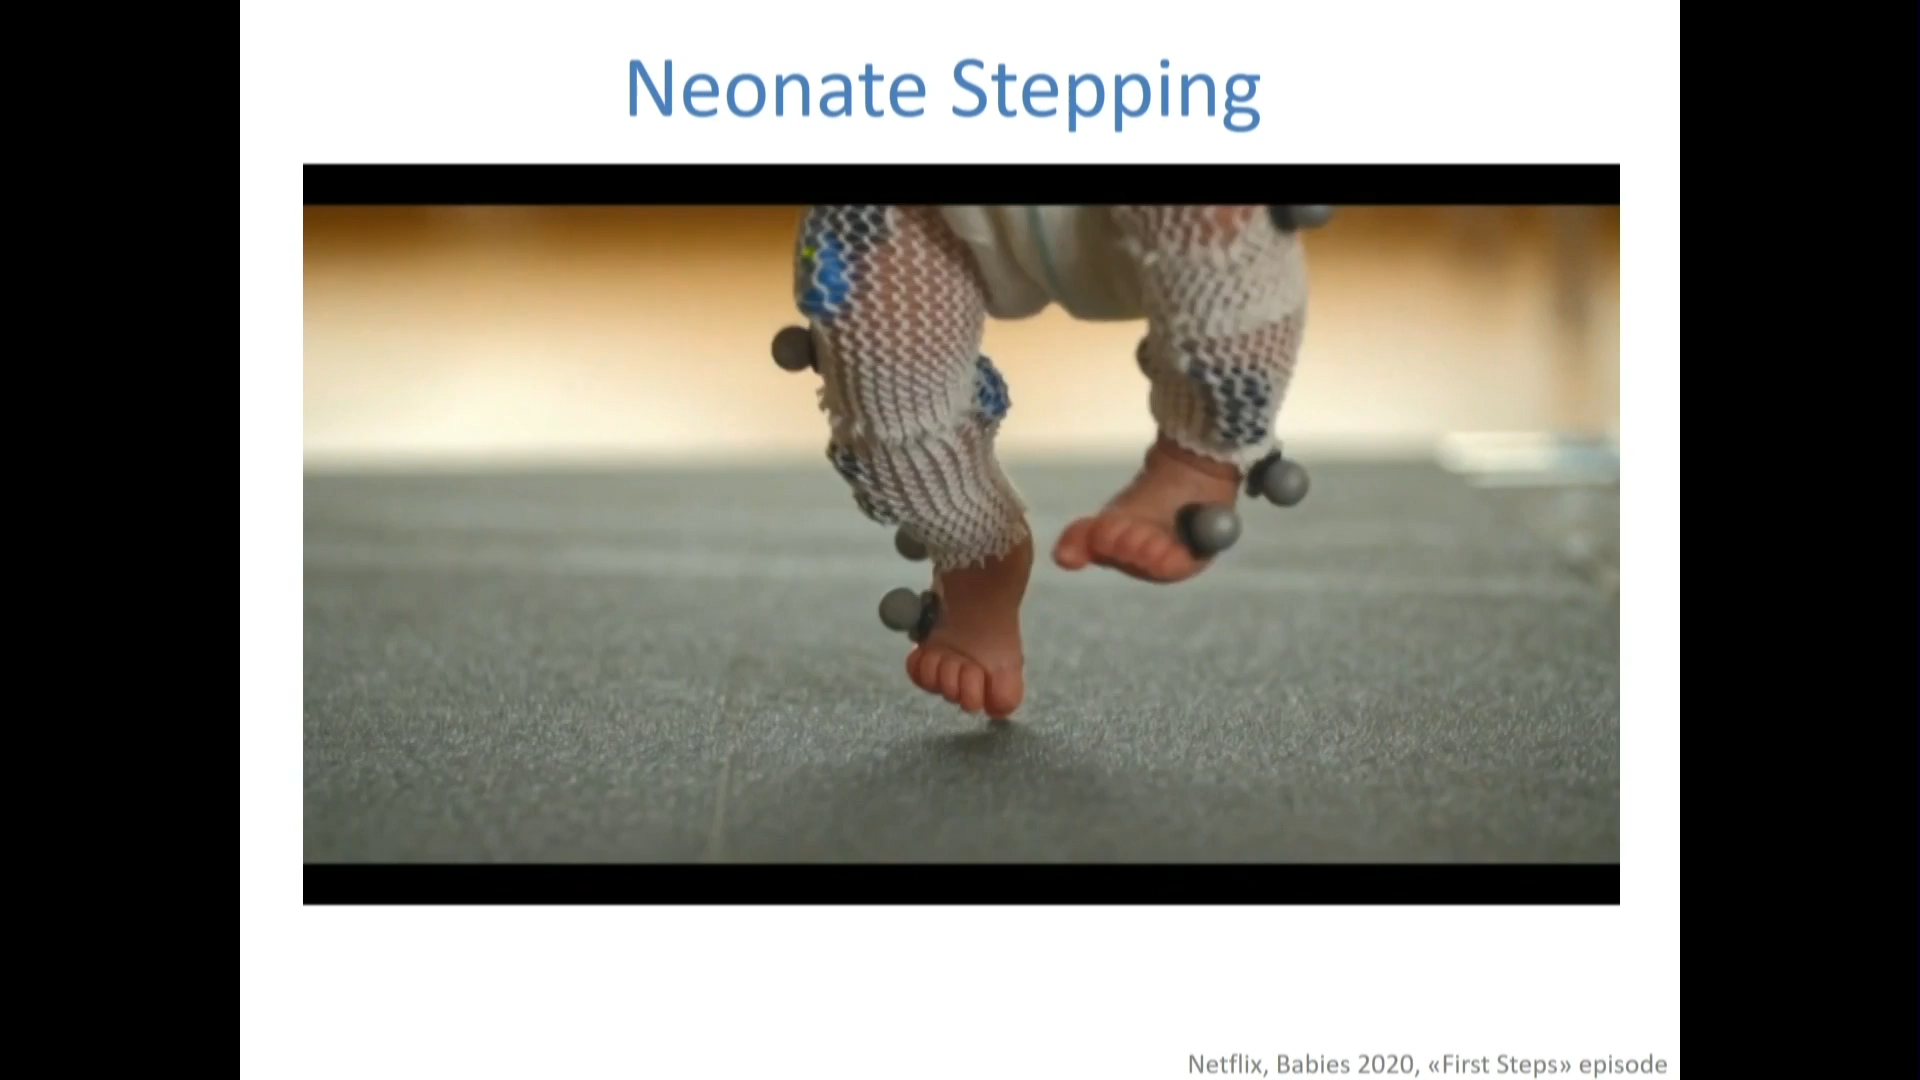 Neonate Stepping
Netflix, Babies 2020, «First Steps» episode